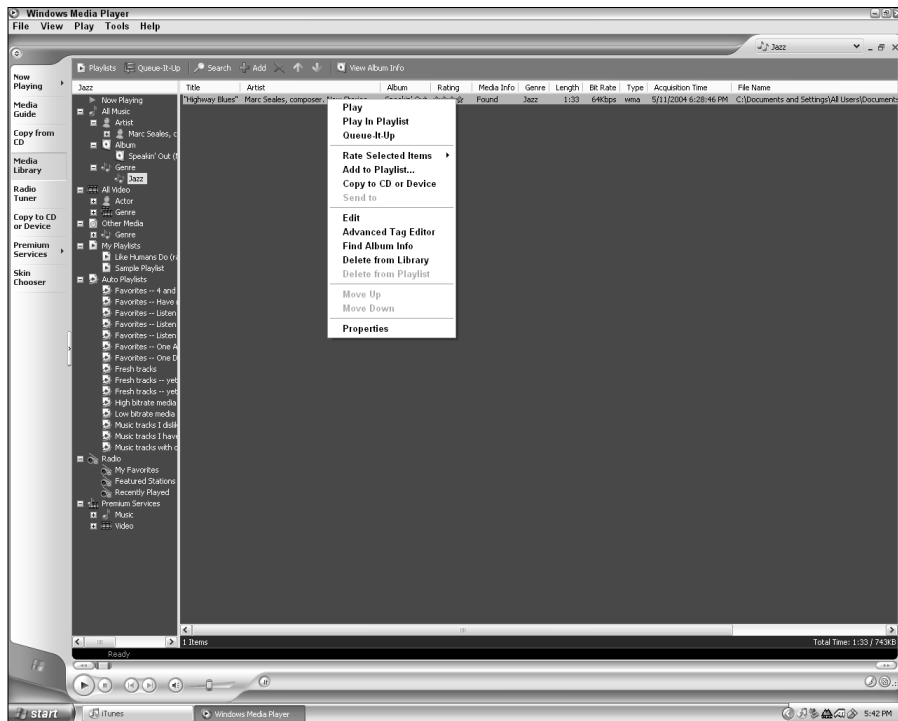 Windows Media Player
File View Play Tools Help
Jazz
Playlists Queue-It-Up Search Add View Album Info
Now Playing
Media Guide
Copy from CD
Media Library
Radio Tuner
Copy to CD or Device
Premium Services
Skin Chooser
Jazz
Now Playing
All Music
Artist
Marc Seales, c
Album
Speakin' Out (
Genre
Jazz
All Video
Actor
Genre
Other Media
Genre
My Playlists
Like Humans Do (ra
Sample Playlist
Auto Playlists
Favorites -- 4 and
Favorites -- Have
Favorites -- Listen
Favorites -- Listen
Favorites -- Listen
Favorites -- One A
Favorites -- One D
Fresh tracks
Fresh tracks -- yet
Fresh tracks -- yet
High bitrate media
Low bitrate media
Music tracks I disli
Music tracks I have
Music tracks with c
Radio
My Favorites
Featured Stations
Recently Played
Premium Services
Music
Video
Title Artist Album Rating Media Info Genre Length Bit Rate Type Acquisition Time File Name
"Highway Blues" Marc Seales, composer. New Stories. Speakin' Out Found Jazz 1:33 64Kbps wma 5/11/2004 6:28:46 PM C:\Documents and Settings\All Users\Documents
Play
Play In Playlist
Queue-It-Up
Rate Selected Items
Add to Playlist...
Copy to CD or Device
Send to
Edit
Advanced Tag Editor
Find Album Info
Delete from Library
Delete from Playlist
Move Up
Move Down
Properties
1 Items Total Time: 1:33 / 743KB
Ready
start iTunes Windows Media Player 5:42 PM